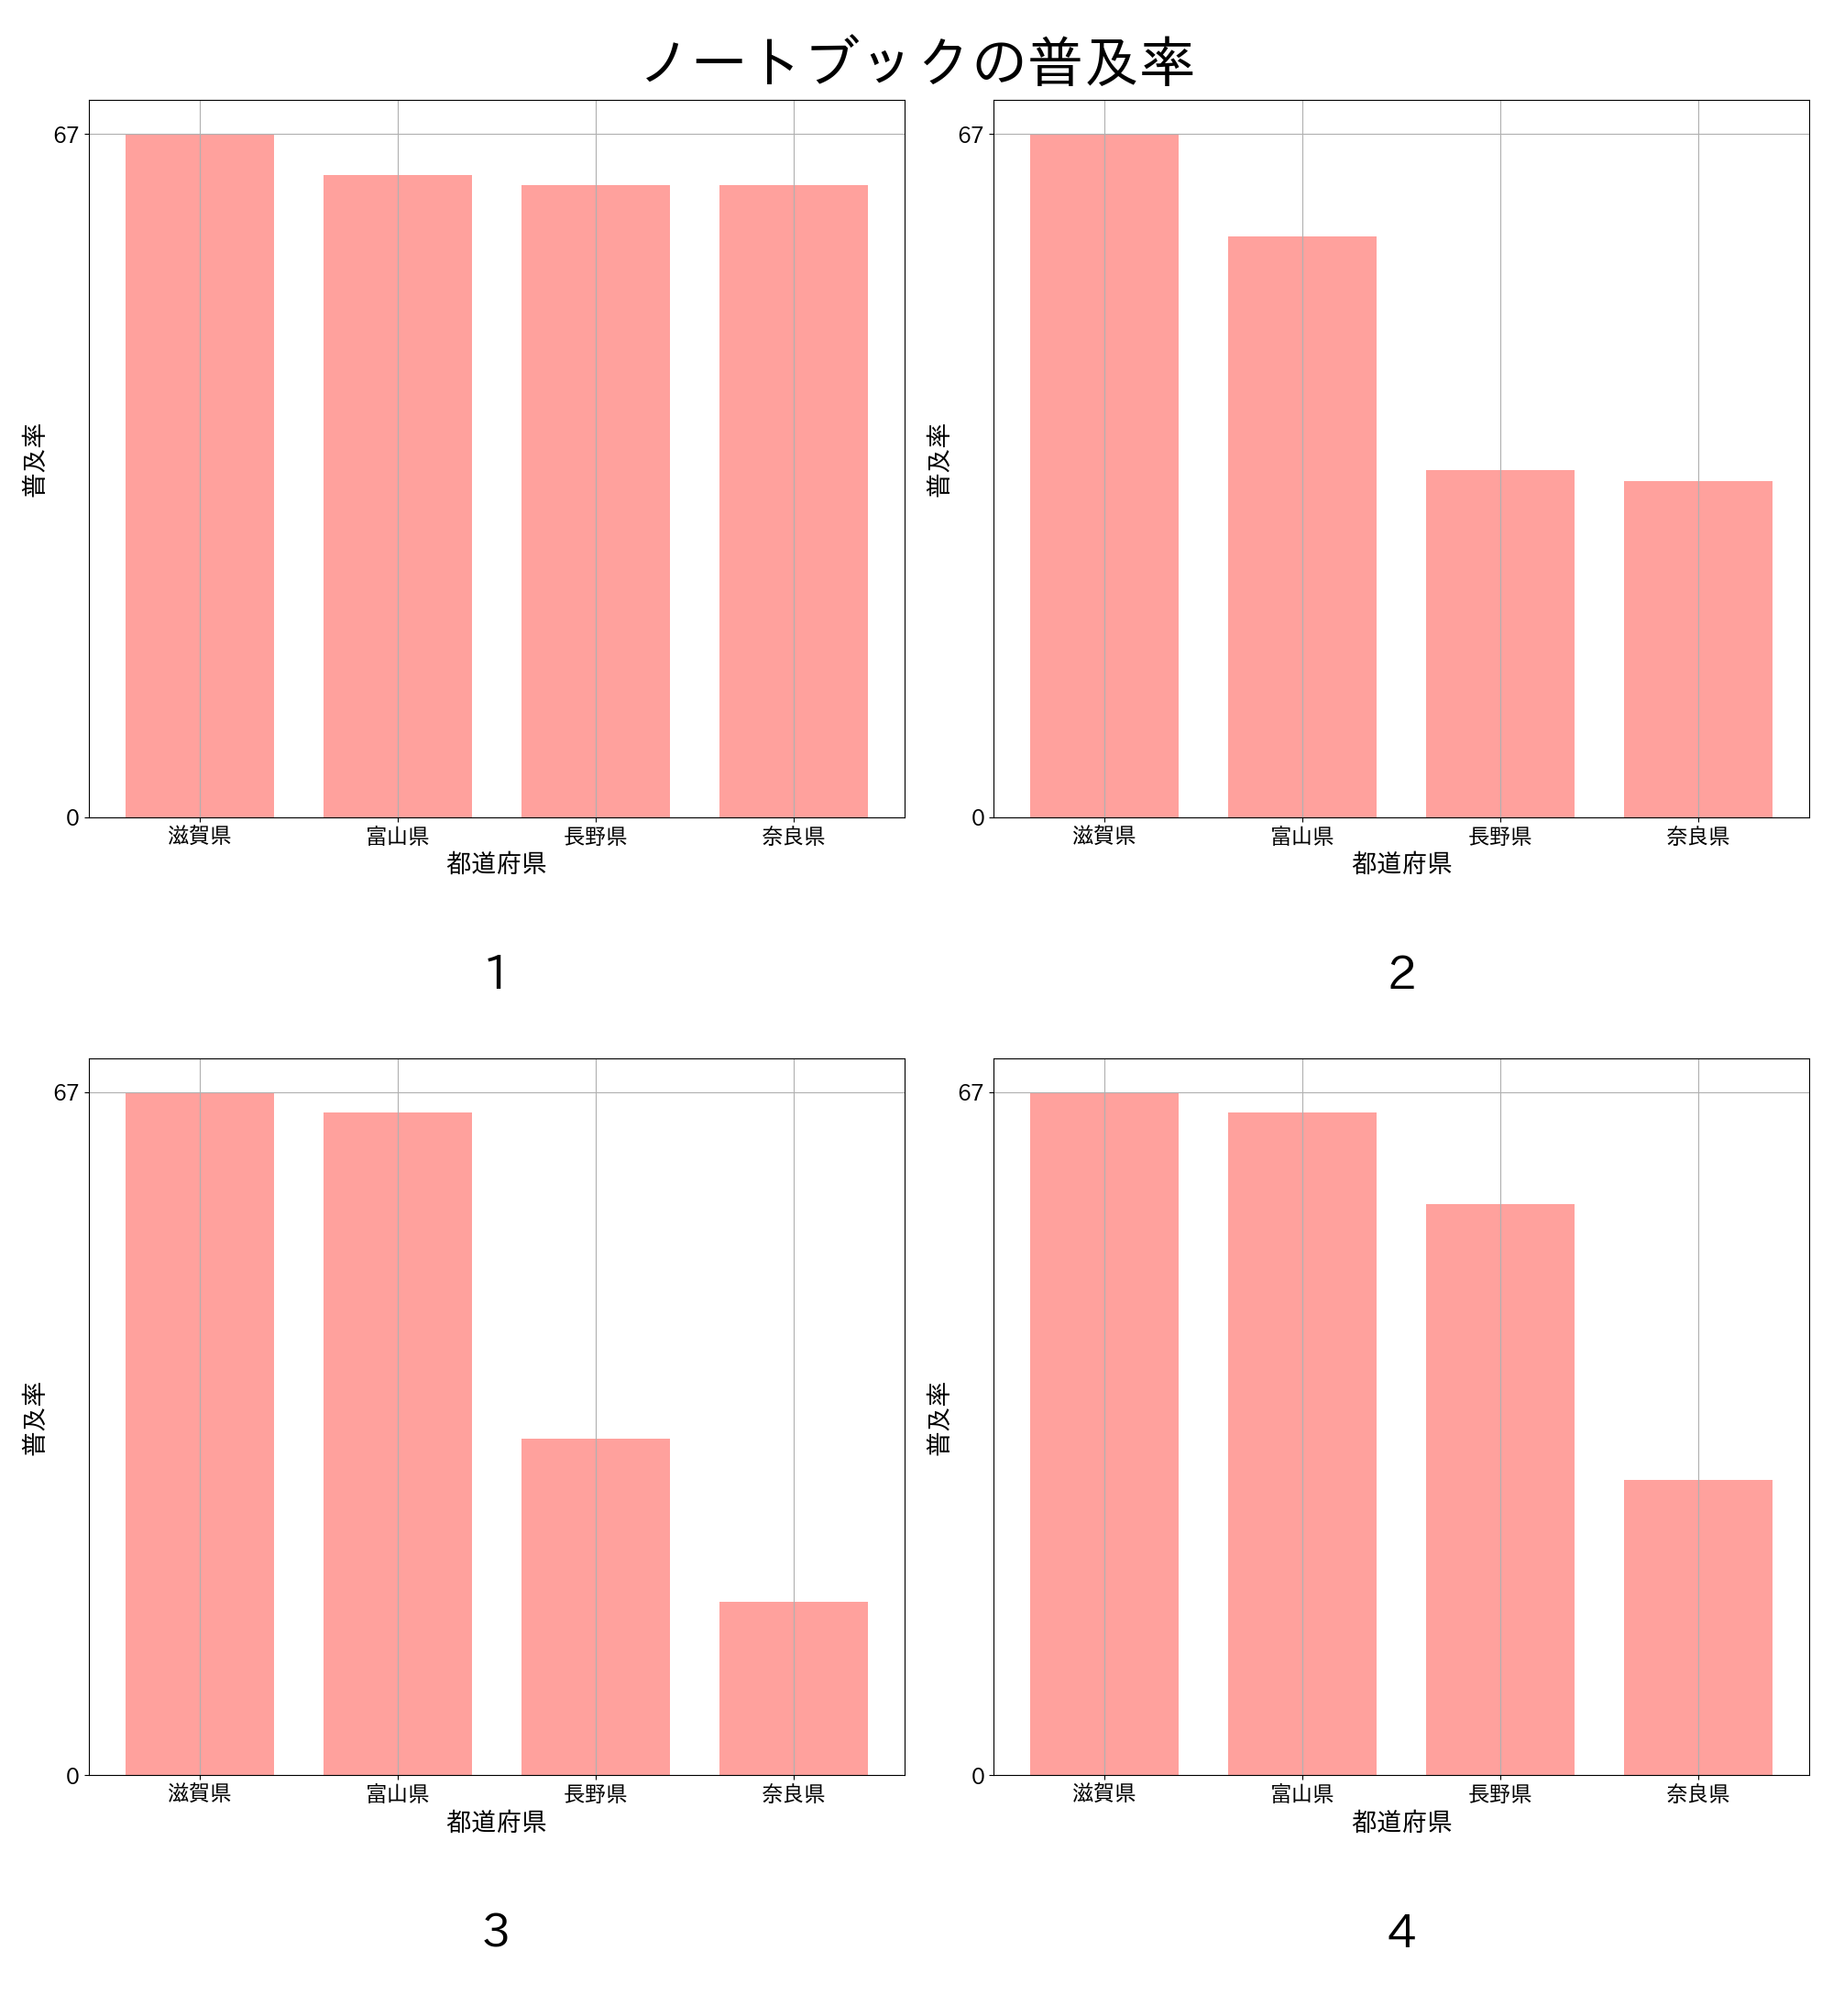 ノートブックの普及率
67
0
普及率
滋賀県 富山県 長野県 奈良県
都道府県
1
67
0
普及率
滋賀県 富山県 長野県 奈良県
都道府県
2
67
0
普及率
滋賀県 富山県 長野県 奈良県
都道府県
3
67
0
普及率
滋賀県 富山県 長野県 奈良県
都道府県
4